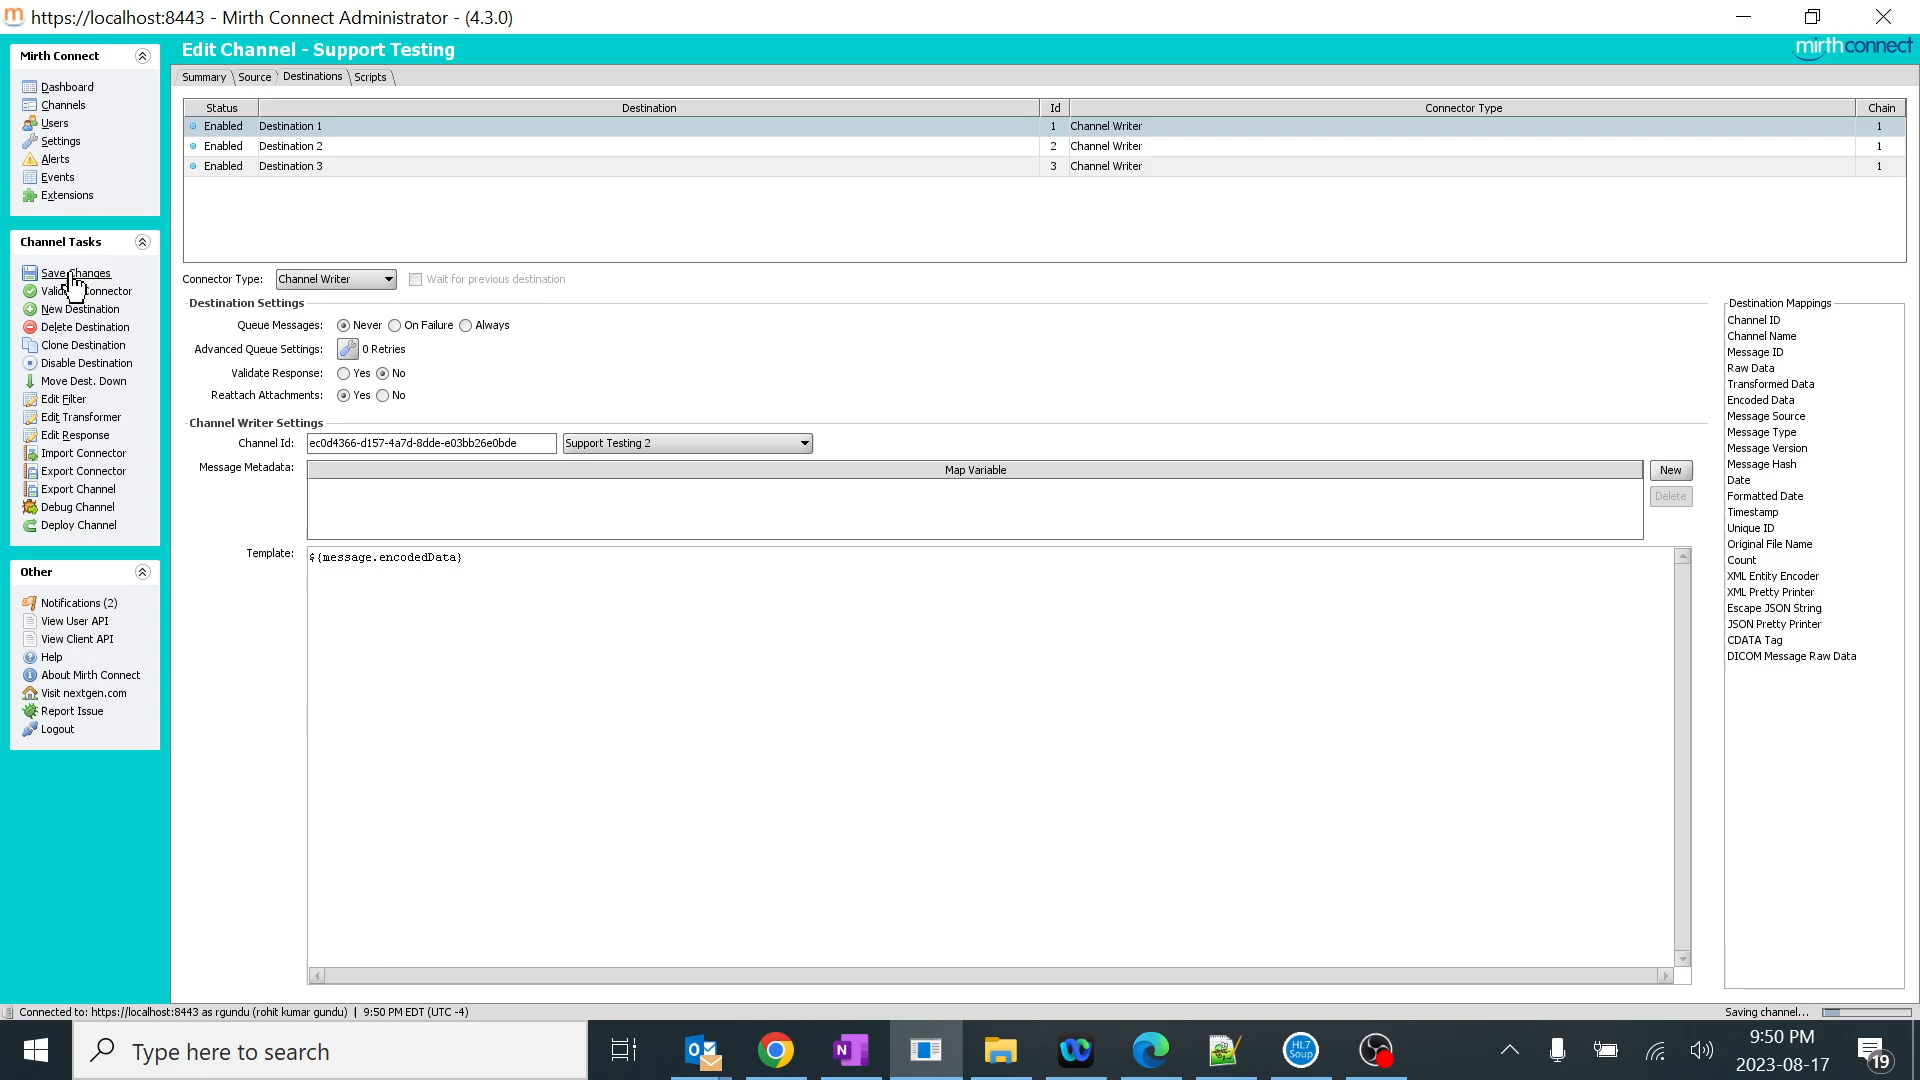 https://localhost:8443 - Mirth Connect Administrator - (4.3.0)
Mirth Connect
Dashboard
Channels
Users
Settings
Alerts
Events
Extensions
Channel Tasks
Save Changes
Connector
New Destination
Delete Destination
Clone Destination
Disable Destination
Move Dest. Down
Edit Filter
Edit Transformer
Edit Response
Import Connector
Export Connector
Export Channel
Debug Channel
Deploy Channel
Other
Notifications (2)
View User API
View Client API
Help
About Mirth Connect
Visit nextgen.com
Report Issue
Logout
Edit Channel - Support Testing
mirthconnect
Summary Source Destinations Scripts
Status Destination Id Connector Type Chain
Enabled Destination 1 1 Channel Writer 1
Enabled Destination 2 2 Channel Writer 1
Enabled Destination 3 3 Channel Writer 1
Connector Type: Channel Writer Wait for previous destination
Destination Settings
Queue Messages: Never On Failure Always
Advanced Queue Settings: 0 Retries
Validate Response: Yes No
Reattach Attachments: Yes No
Channel Writer Settings
Channel Id: ec0d4366-d157-4a7d-8dde-e03bb26e0bde Support Testing 2
Message Metadata: Map Variable New
Delete
Template: ${message.encodedData}
Destination Mappings
Channel ID
Channel Name
Message ID
Raw Data
Transformed Data
Encoded Data
Message Source
Message Type
Message Version
Message Hash
Date
Formatted Date
Timestamp
Unique ID
Original File Name
Count
XML Entity Encoder
XML Pretty Printer
Escape JSON String
JSON Pretty Printer
CDATA Tag
DICOM Message Raw Data
Connected to: https://localhost:8443 as rgundu (rohit kumar gundu) | 9:50 PM EDT (UTC -4)
Saving channel...
Type here to search
HL7
Soup
9:50 PM
2023-08-17
19